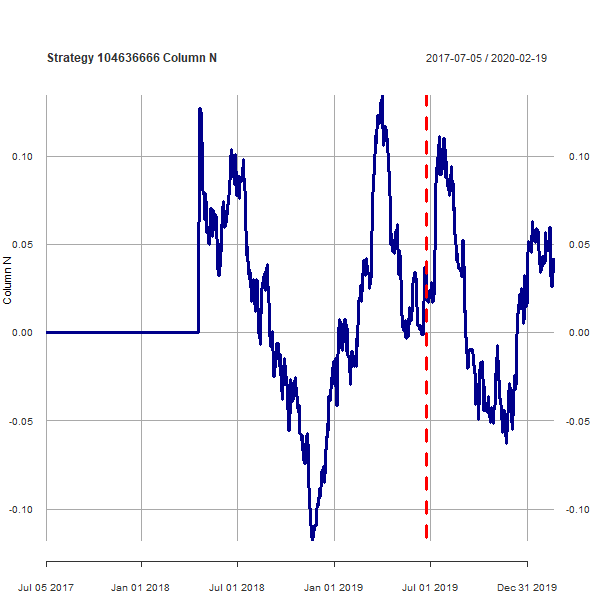 Strategy 104636666 Column N
2017-07-05 / 2020-02-19
0.10 0.10
0.05 0.05
Column N
0.00 0.00
-0.05 -0.05
-0.10 -0.10
Jul 05 2017 Jan 01 2018 Jul 01 2018 Jan 01 2019 Jul 01 2019 Dec 31 2019